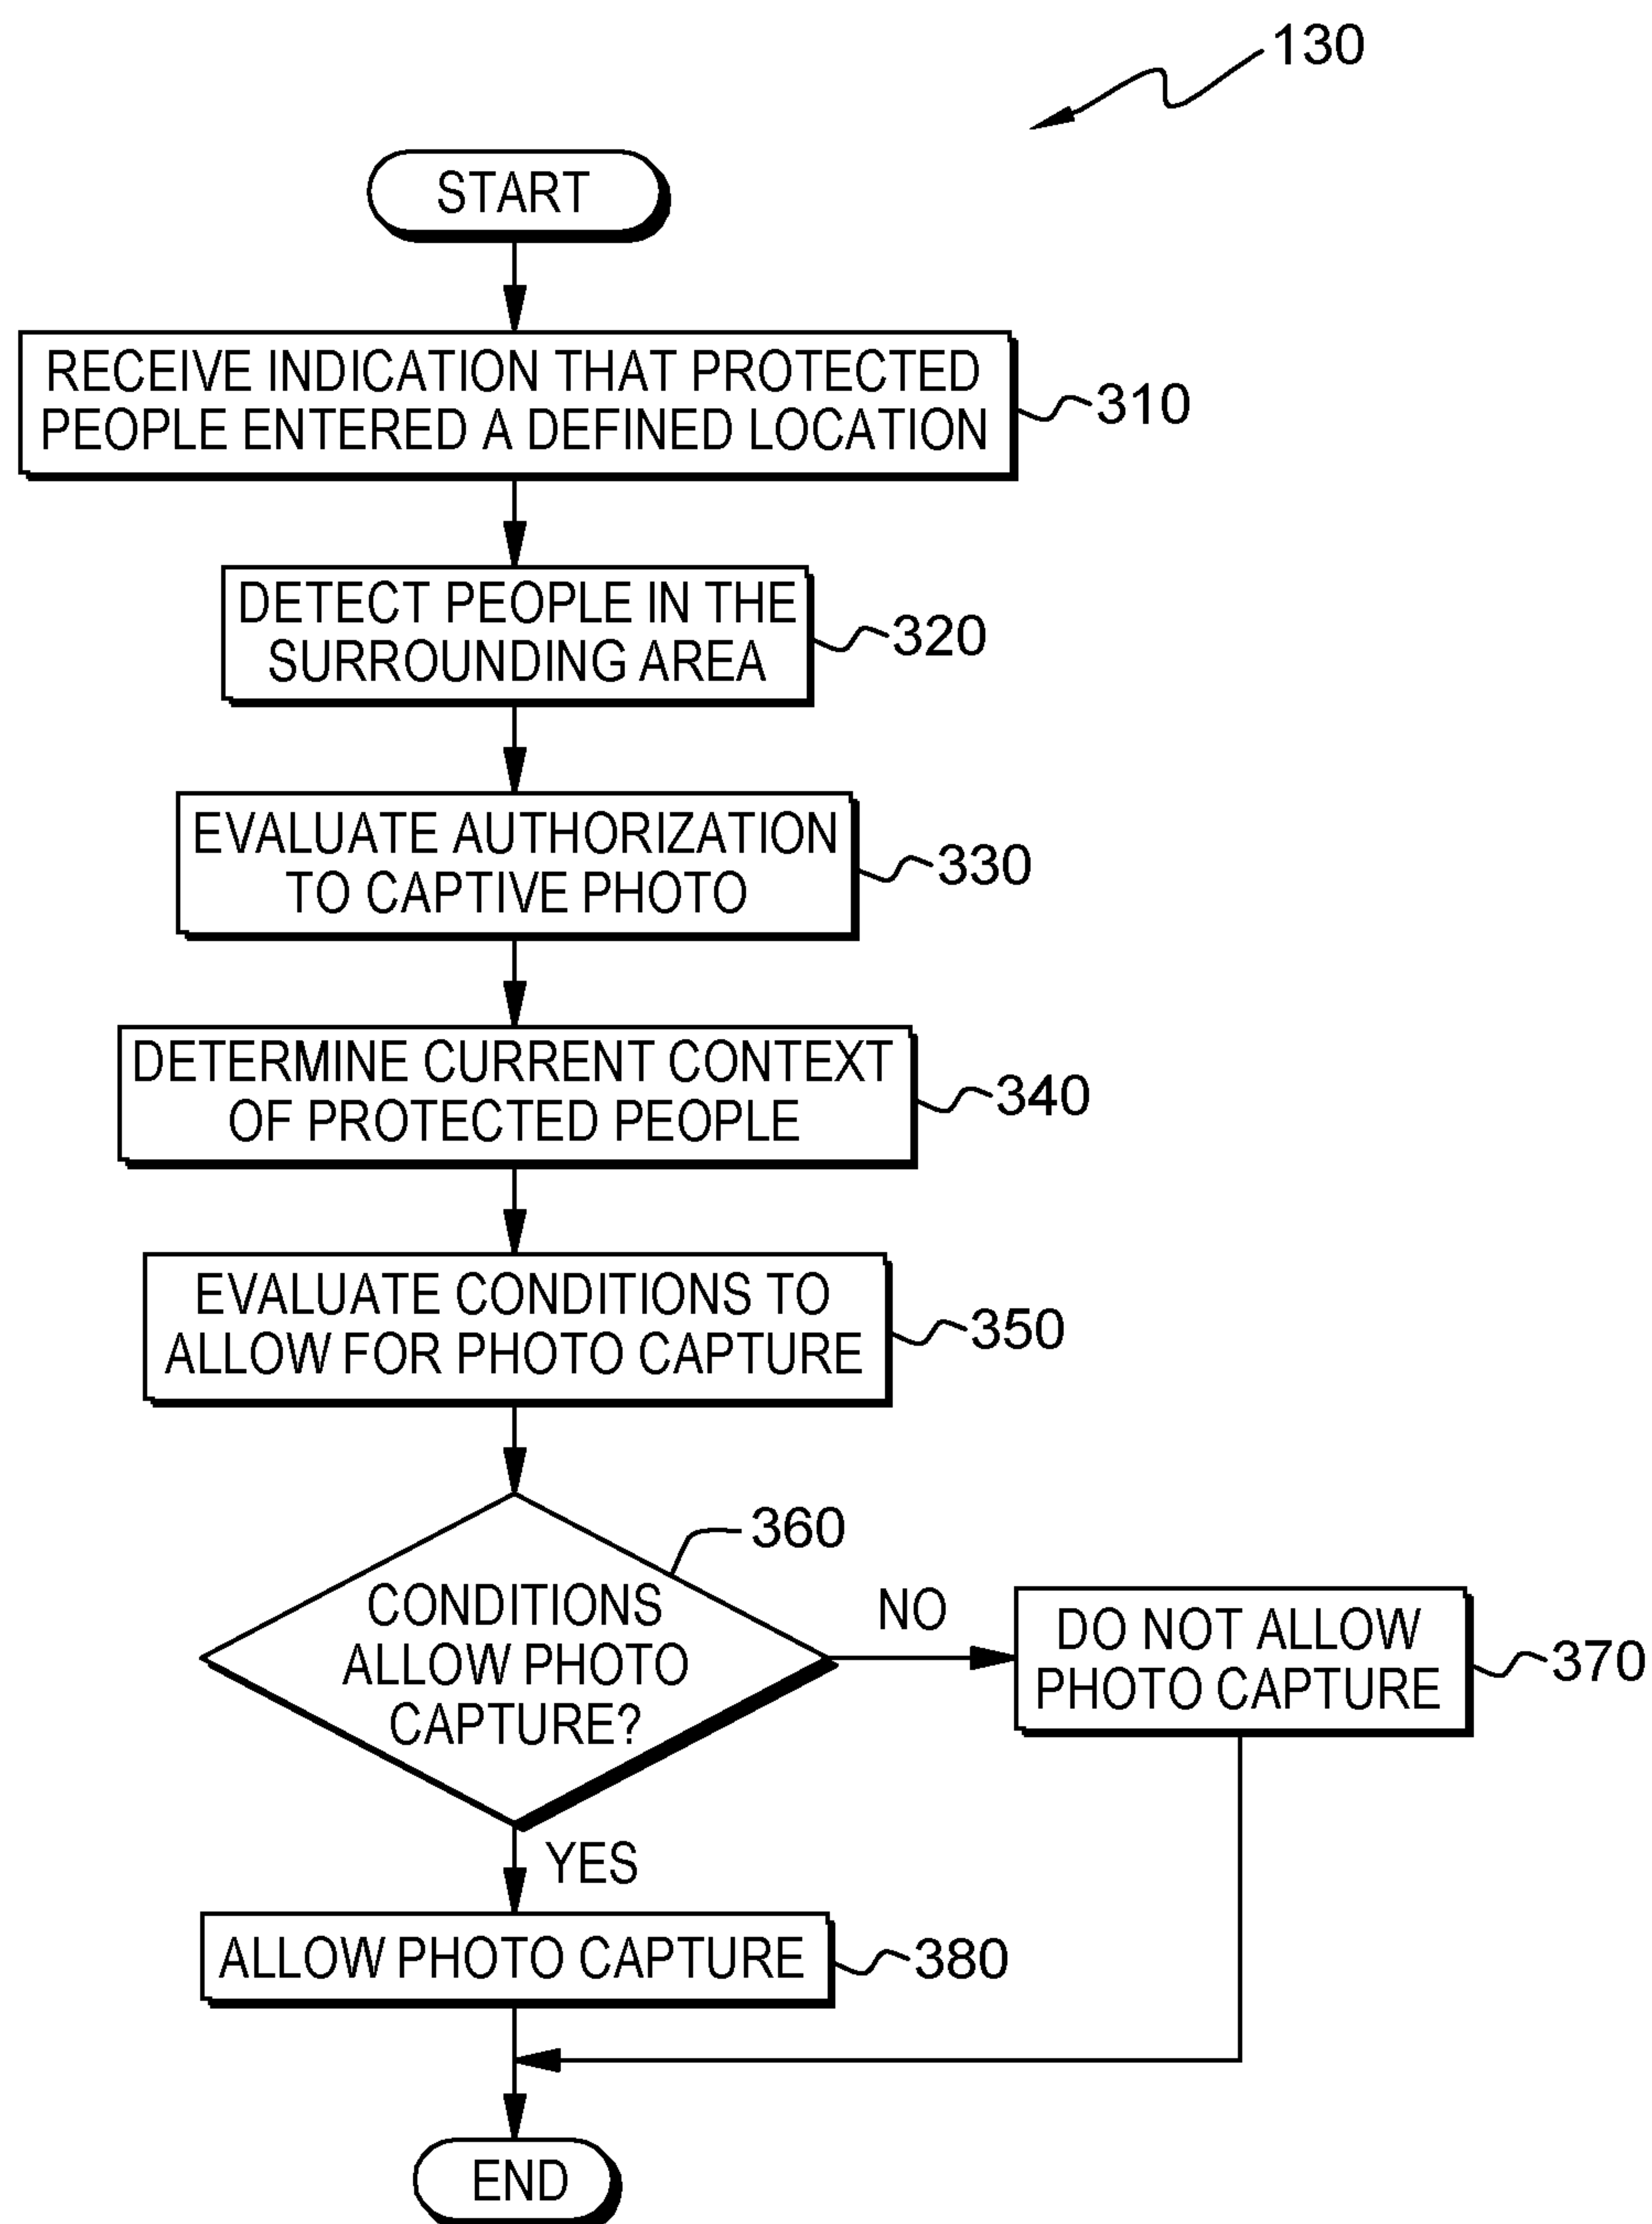 130
START
RECEIVE INDICATION THAT PROTECTED
PEOPLE ENTERED A DEFINED LOCATION
310
DETECT PEOPLE IN THE
SURROUNDING AREA
320
EVALUATE AUTHORIZATION
TO CAPTIVE PHOTO
330
DETERMINE CURRENT CONTEXT
OF PROTECTED PEOPLE
340
EVALUATE CONDITIONS TO
ALLOW FOR PHOTO CAPTURE
350
360
CONDITIONS
ALLOW PHOTO
CAPTURE?
NO
DO NOT ALLOW
PHOTO CAPTURE
370
YES
ALLOW PHOTO CAPTURE
380
END